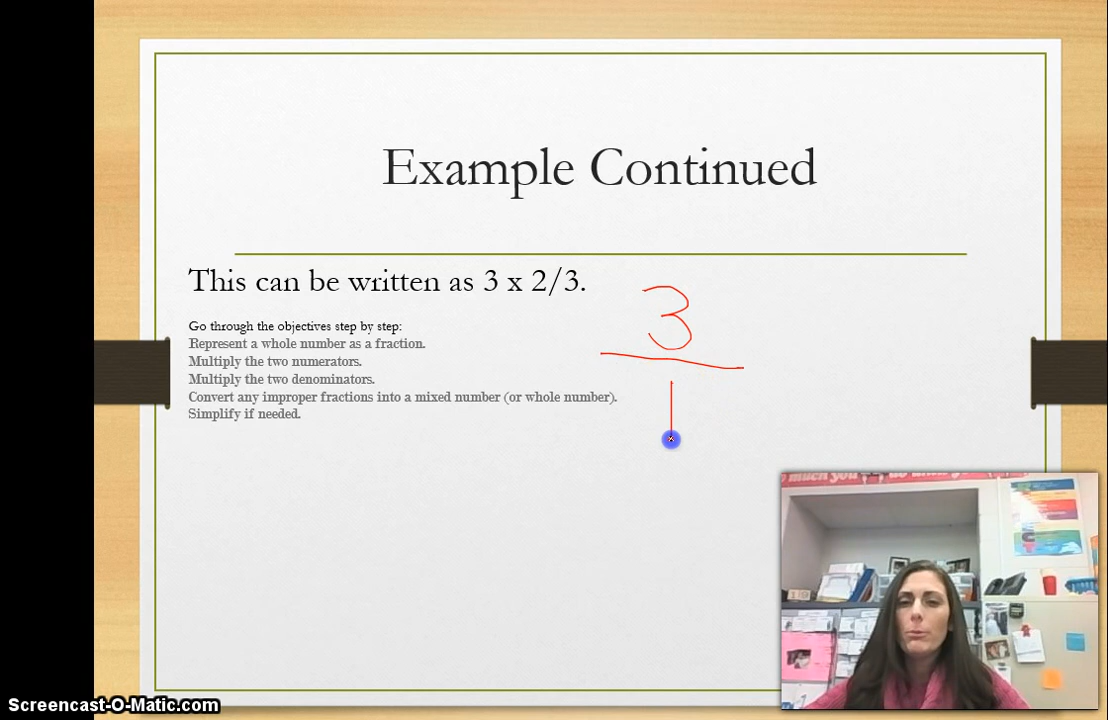 Example Continued
This can be written as 3 x 2/3.
Go through the objectives step by step:
Represent a whole number as a fraction.
Multiply the two numerators.
Multiply the two denominators.
Convert any improper fractions into a mixed number (or whole number).
Simplify if needed.
3
1
much you
Screencast-O-Matic.com